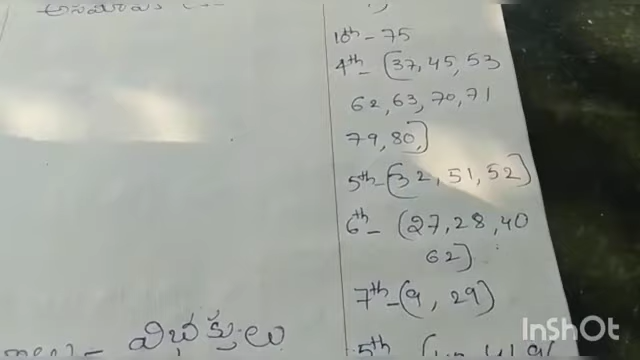 10th - 75
4th - (37, 45, 53
62, 63, 70, 71
79, 80,)
5th - (32, 51, 52)
6th - (27, 28, 40
62)
7th - (9, 29)
విభక్తులు
5th
InShOt